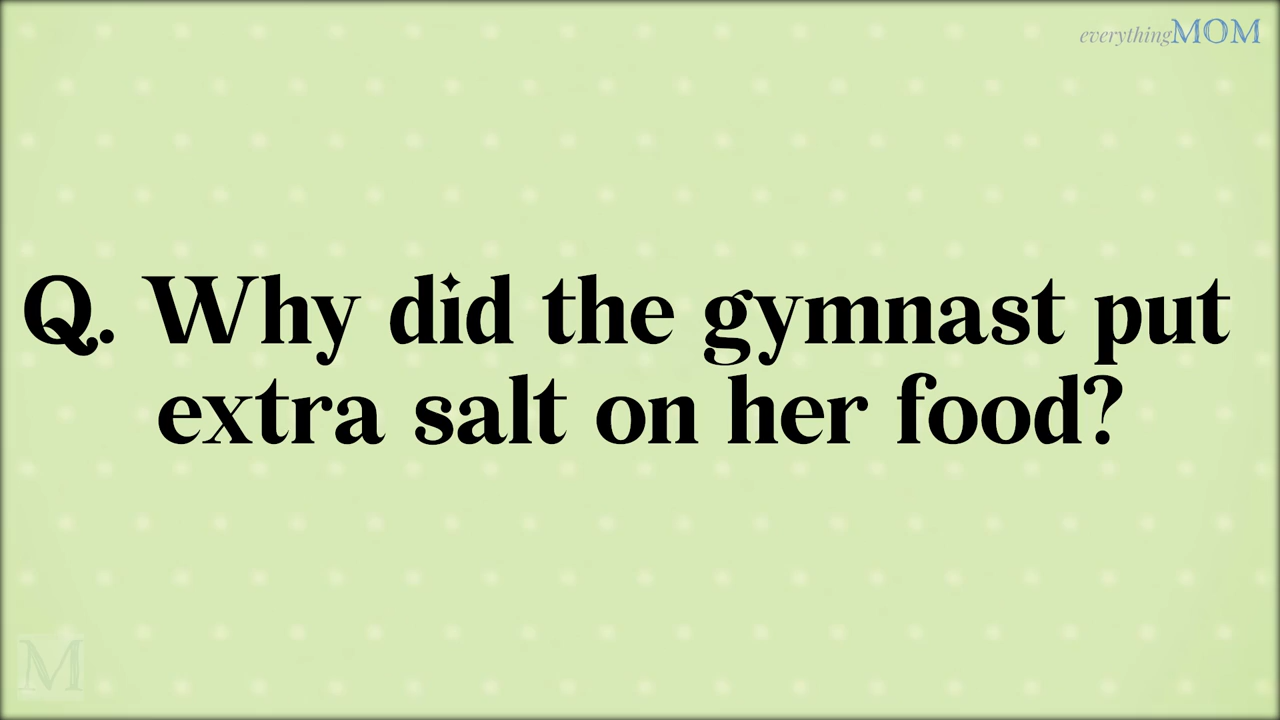 everythingMOM
Q. Why did the gymnast put
extra salt on her food?
M